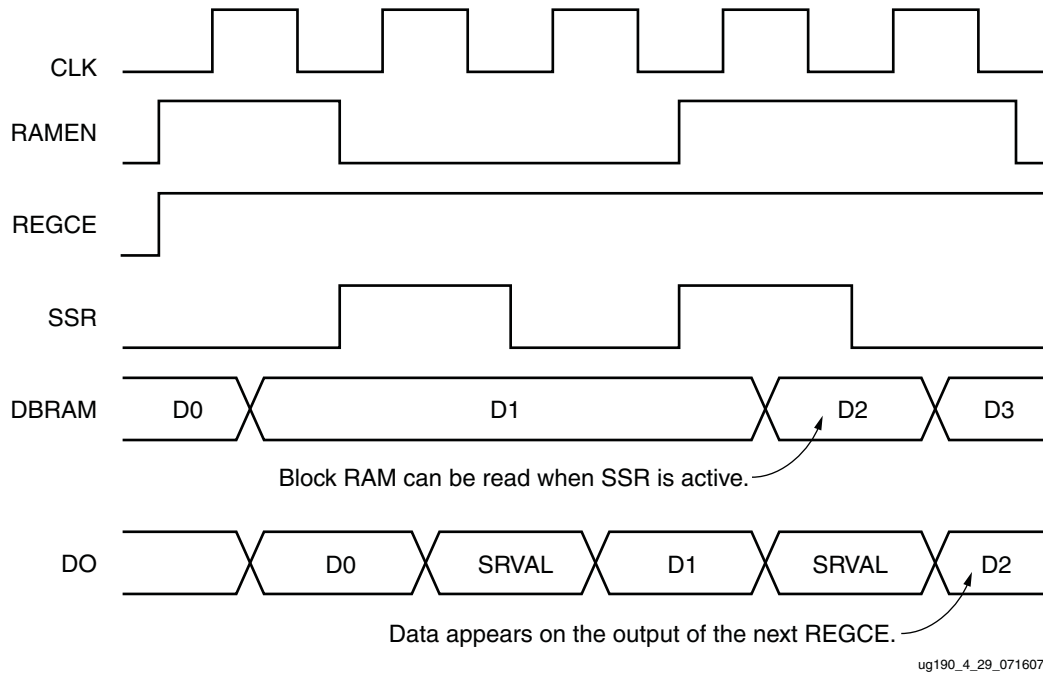 CLK
RAMEN
REGCE
SSR
DBRAM D0 D1 D2 D3
Block RAM can be read when SSR is active.
DO D0 SRVAL D1 SRVAL D2
Data appears on the output of the next REGCE.
ug190_4_29_071607